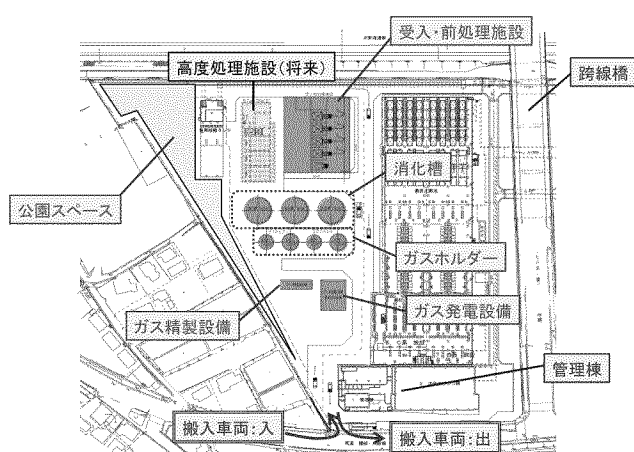 受入・前処理施設
高度処理施設(将来)
跨線橋
消化槽
公園スペース
ガスホルダー
ガス精製設備
ガス発電設備
管理棟
搬入車両:入
搬入車両:出